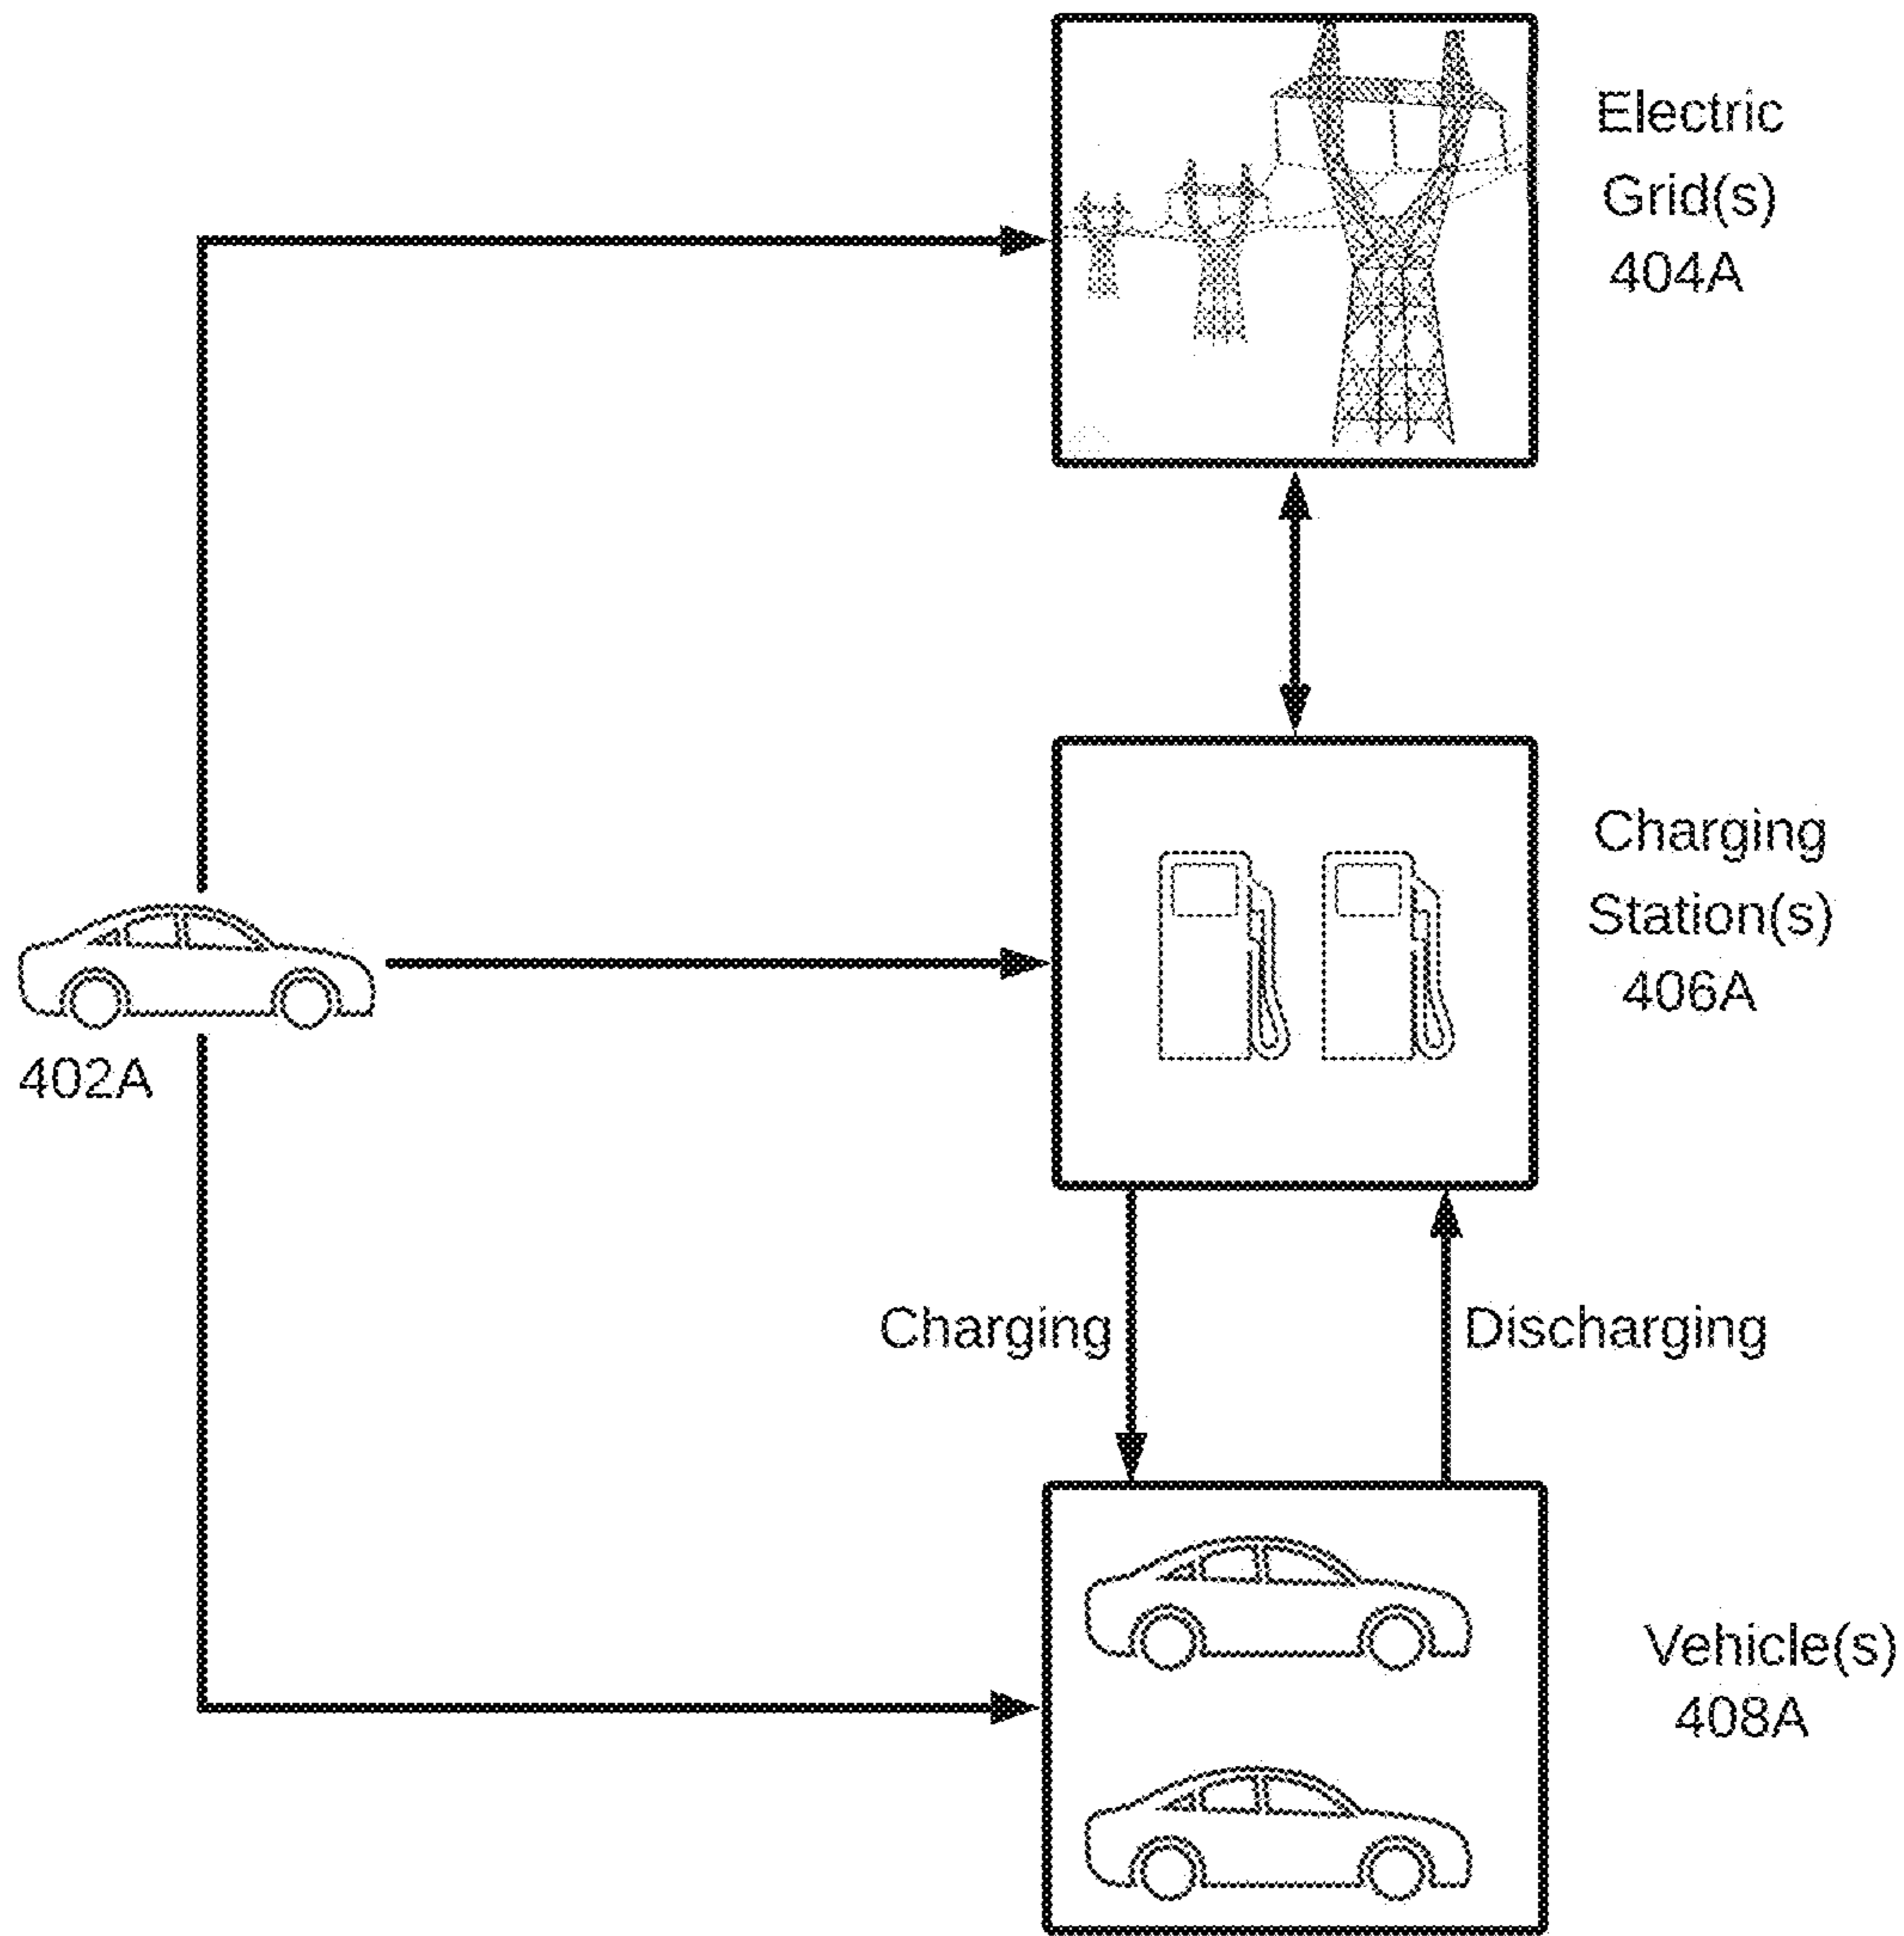 Electric
Grid(s)
404A
Charging
Station(s)
406A
402A
Charging
Discharging
Vehicle(s)
408A